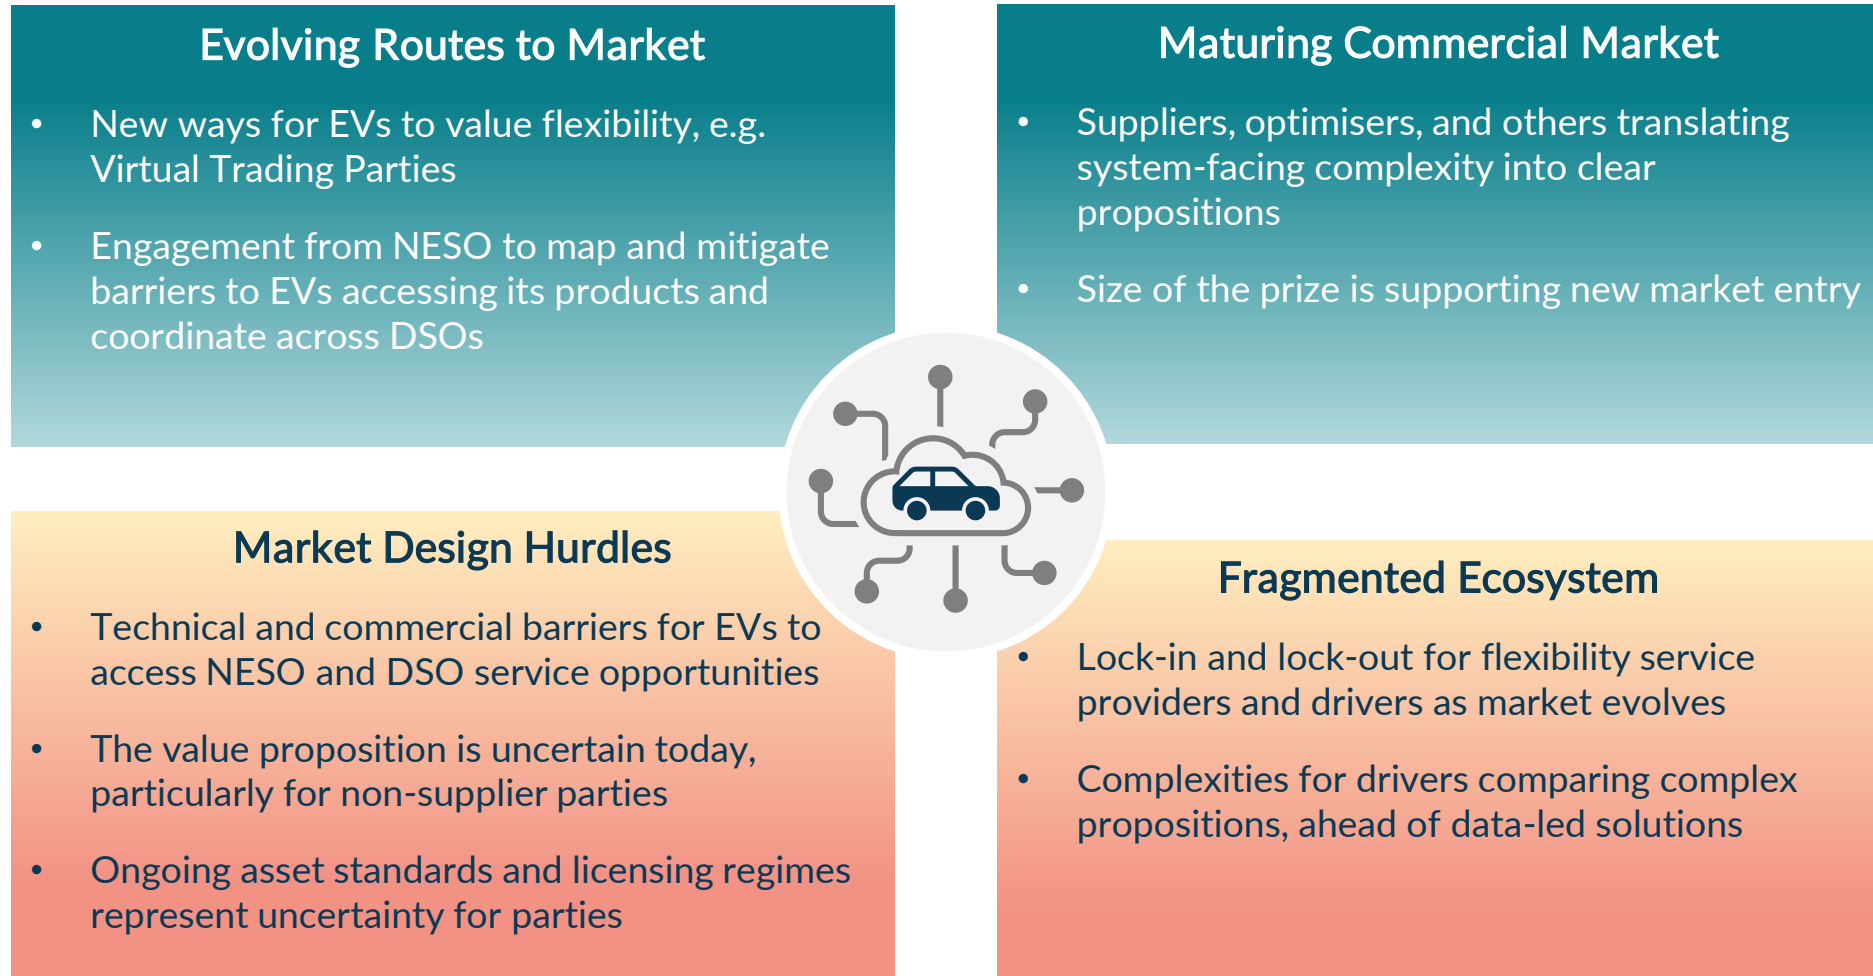 Evolving Routes to Market
• New ways for EVs to value flexibility, e.g.
Virtual Trading Parties
• Engagement from NESO to map and mitigate
barriers to EVs accessing its products and
coordinate across DSOs
Maturing Commercial Market
• Suppliers, optimisers, and others translating
system-facing complexity into clear
propositions
• Size of the prize is supporting new market entry
Market Design Hurdles
• Technical and commercial barriers for EVs to
access NESO and DSO service opportunities
• The value proposition is uncertain today,
particularly for non-supplier parties
• Ongoing asset standards and licensing regimes
represent uncertainty for parties
Fragmented Ecosystem
• Lock-in and lock-out for flexibility service
providers and drivers as market evolves
• Complexities for drivers comparing complex
propositions, ahead of data-led solutions